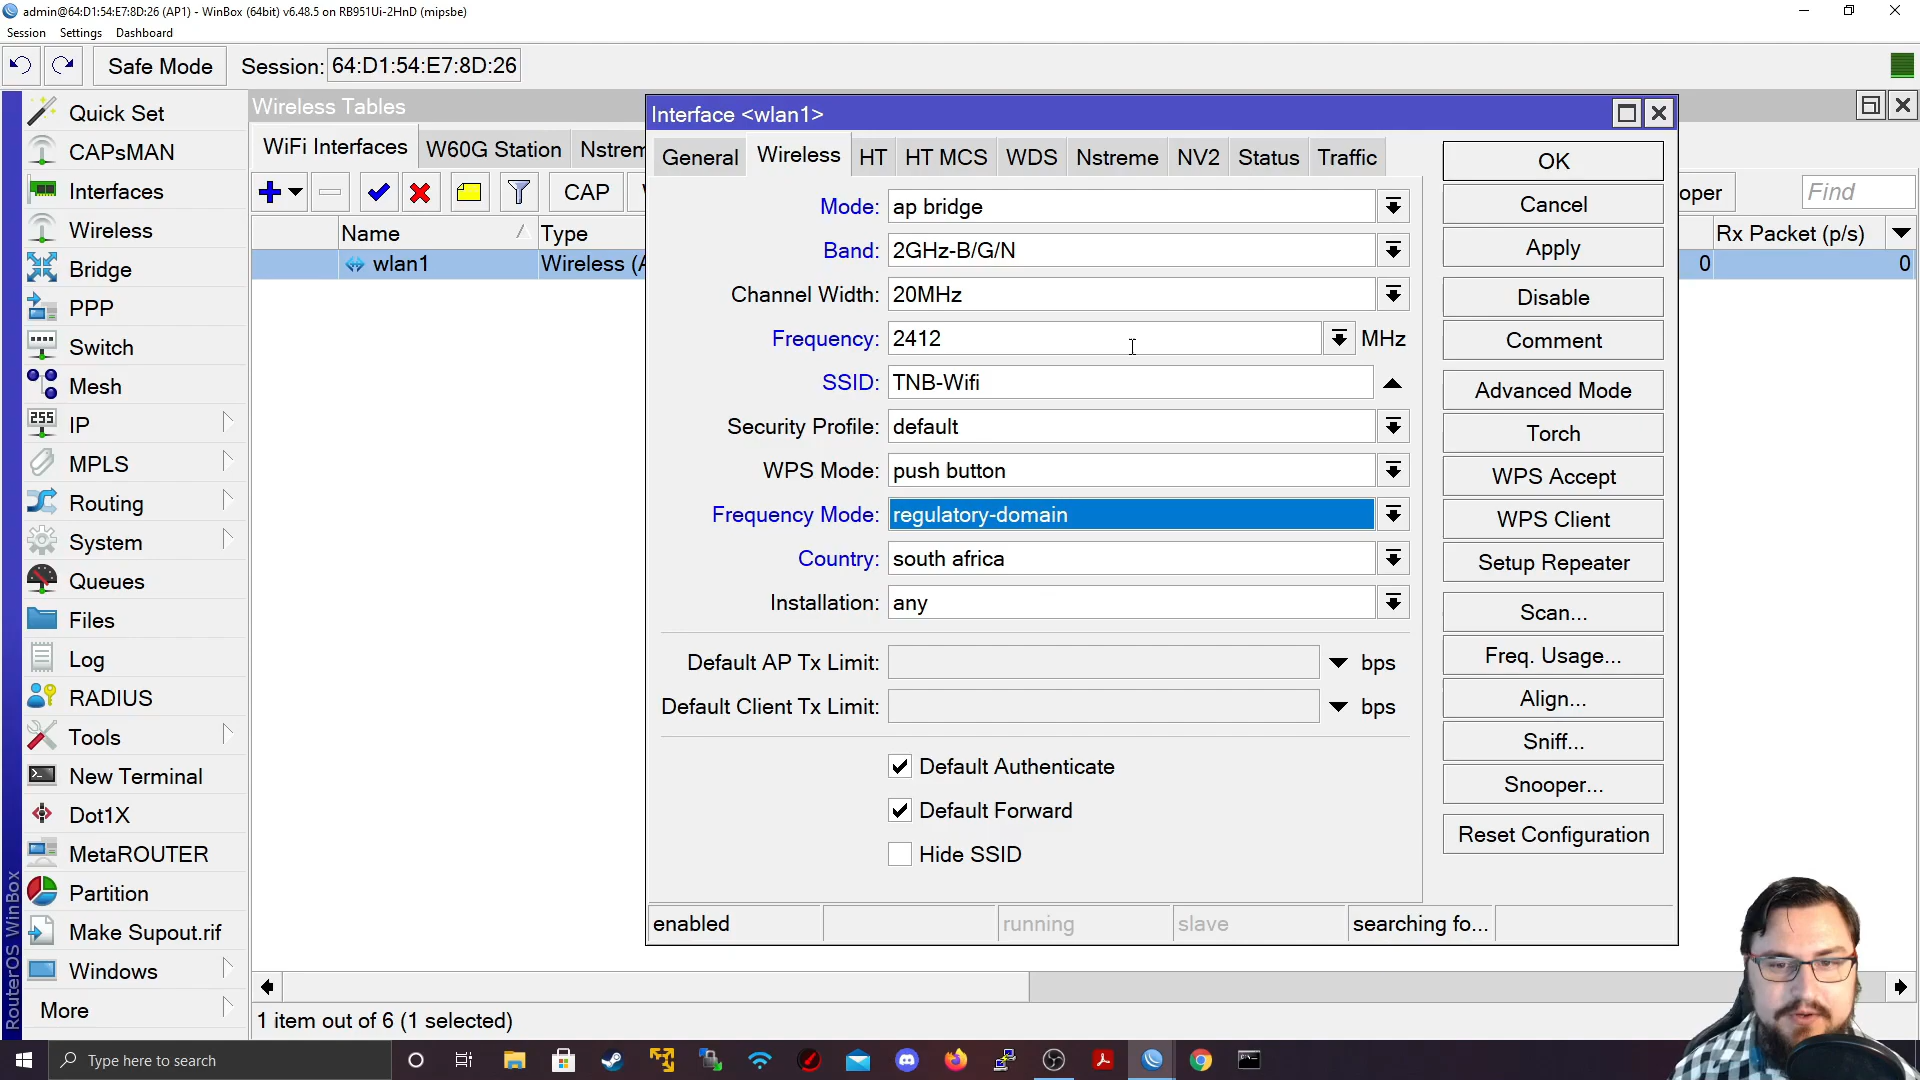 admin@64:D1:54:E7:8D:26 (AP1) - WinBox (64bit) v6.48.5 on RB951Ui-2HnD (mipsbe)
Session Settings Dashboard
Safe Mode Session: 64:D1:54:E7:8D:26
Quick Set
CAPsMAN
Interfaces
Wireless
Bridge
PPP
Switch
Mesh
IP
MPLS
Routing
System
Queues
Files
Log
RADIUS
Tools
New Terminal
Dot1X
MetaROUTER
Partition
Make Supout.rif
Windows
More
RouterOS WinBox
Wireless Tables
WiFi Interfaces W60G Station Nstrem
CAP
oper Find
Name Type
Rx Packet (p/s)
wlan1 Wireless (A
0 0
1 item out of 6 (1 selected)
Interface <wlan1>
General Wireless HT HT MCS WDS Nstreme NV2 Status Traffic
Mode: ap bridge
Band: 2GHz-B/G/N
Channel Width: 20MHz
Frequency: 2412 MHz
SSID: TNB-Wifi
Security Profile: default
WPS Mode: push button
Frequency Mode: regulatory-domain
Country: south africa
Installation: any
Default AP Tx Limit: bps
Default Client Tx Limit: bps
Default Authenticate
Default Forward
Hide SSID
OK
Cancel
Apply
Disable
Comment
Advanced Mode
Torch
WPS Accept
WPS Client
Setup Repeater
Scan...
Freq. Usage...
Align...
Sniff...
Snooper...
Reset Configuration
enabled running slave searching fo...
Type here to search